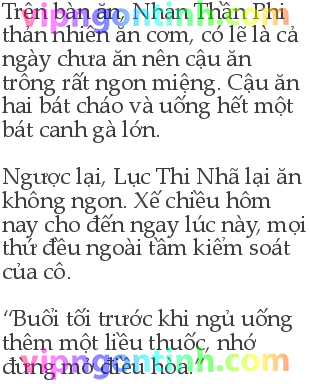 Trên bàn ăn, Nhan Thần Phi
thản nhiên ăn cơm, có lẽ là cả
ngày chưa ăn nên cậu ăn
trông rất ngon miệng. Cậu ăn
hai bát cháo và uống hết một
bát canh gà lớn.
Ngược lại, Lục Thi Nhã lại ăn
không ngon. Xế chiều hôm
nay cho đến ngay lúc này, mọi
thứ đều ngoài tầm kiểm soát
của cô.
“Buổi tối trước khi ngủ uống
thêm một liều thuốc, nhớ
đừng mở điều hòa.”
vipngontinh.com
vipngontinh.com
vipngontinh.com